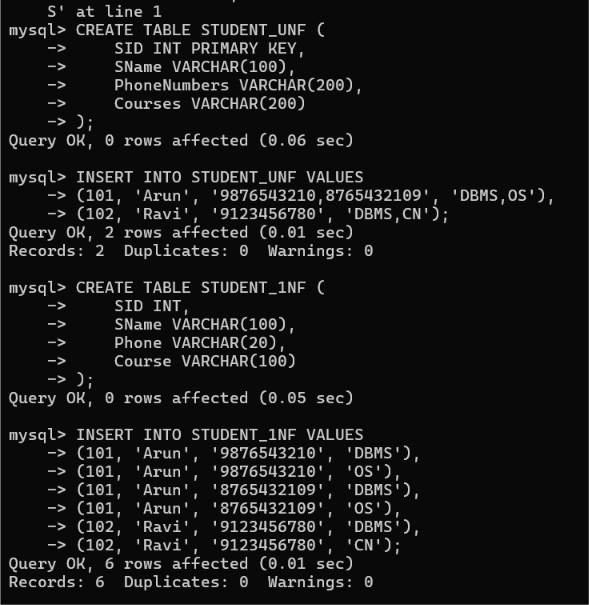 S' at line 1
mysql> CREATE TABLE STUDENT_UNF (
    ->     SID INT PRIMARY KEY,
    ->     SName VARCHAR(100),
    ->     PhoneNumbers VARCHAR(200),
    ->     Courses VARCHAR(200)
    -> );
Query OK, 0 rows affected (0.06 sec)

mysql> INSERT INTO STUDENT_UNF VALUES
    -> (101, 'Arun', '9876543210,8765432109', 'DBMS,OS'),
    -> (102, 'Ravi', '9123456780', 'DBMS,CN');
Query OK, 2 rows affected (0.01 sec)
Records: 2  Duplicates: 0  Warnings: 0

mysql> CREATE TABLE STUDENT_1NF (
    ->     SID INT,
    ->     SName VARCHAR(100),
    ->     Phone VARCHAR(20),
    ->     Course VARCHAR(100)
    -> );
Query OK, 0 rows affected (0.05 sec)

mysql> INSERT INTO STUDENT_1NF VALUES
    -> (101, 'Arun', '9876543210', 'DBMS'),
    -> (101, 'Arun', '9876543210', 'OS'),
    -> (101, 'Arun', '8765432109', 'DBMS'),
    -> (101, 'Arun', '8765432109', 'OS'),
    -> (102, 'Ravi', '9123456780', 'DBMS'),
    -> (102, 'Ravi', '9123456780', 'CN');
Query OK, 6 rows affected (0.01 sec)
Records: 6  Duplicates: 0  Warnings: 0